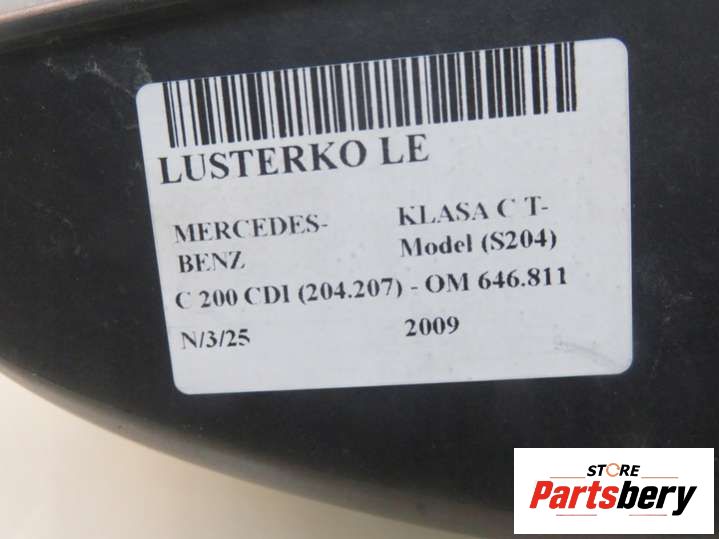 LUSTERKO LE
MERCEDES-
BENZ
KLASA C T-
Model (S204)
C 200 CDI (204.207) - OM 646.811
N/3/25
2009
STORE
Partsbery